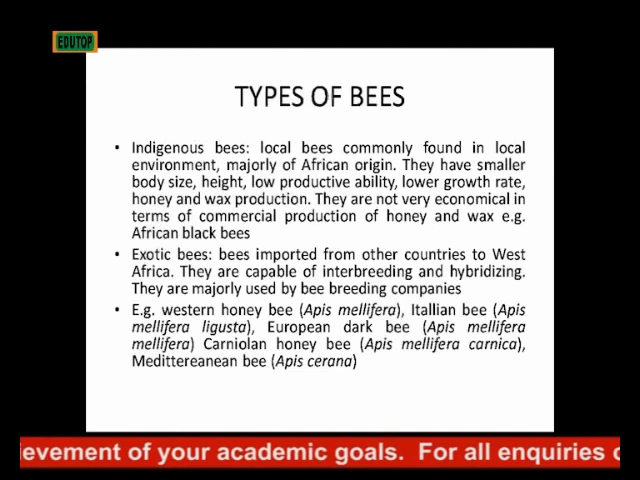 EDUTOP
TYPES OF BEES
• Indigenous bees: local bees commonly found in local
environment, majorly of African origin. They have smaller
body size, height, low productive ability, lower growth rate,
honey and wax production. They are not very economical in
terms of commercial production of honey and wax e.g.
African black bees
• Exotic bees: bees imported from other countries to West
Africa. They are capable of interbreeding and hybridizing.
They are majorly used by bee breeding companies
• E.g. western honey bee (Apis mellifera), Itallian bee (Apis
mellifera ligusta), European dark bee (Apis mellifera
mellifera) Carniolan honey bee (Apis mellifera carnica),
Medittereanean bee (Apis cerana)
ievement of your academic goals. For all enquiries